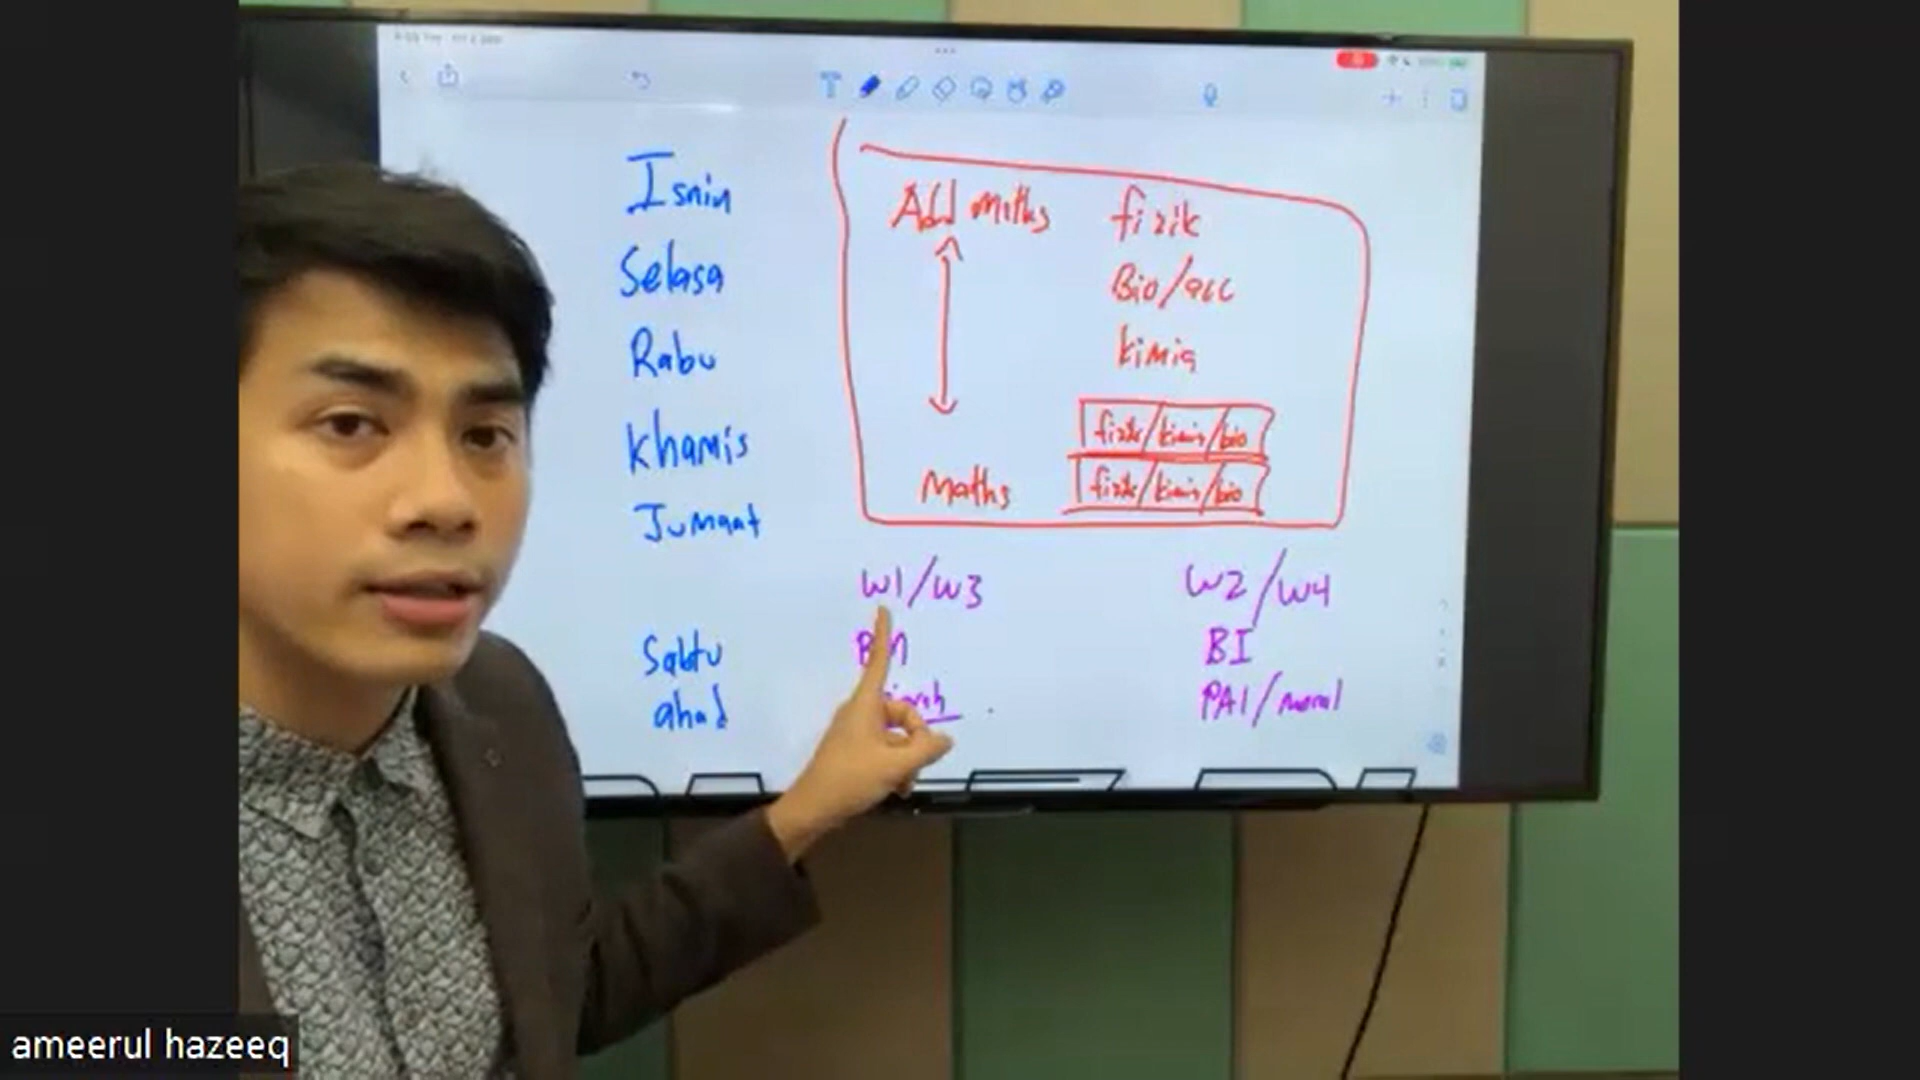 Isnin Add Maths fizik
Selasa Bio/acc
Rabu kimia
Khamis fizik/kimia/bio
Jumaat Maths fizik/kimia/bio
W1/W3 W2/W4
Sabtu BM BI
ahad PAI/moral
ameerul hazeeq